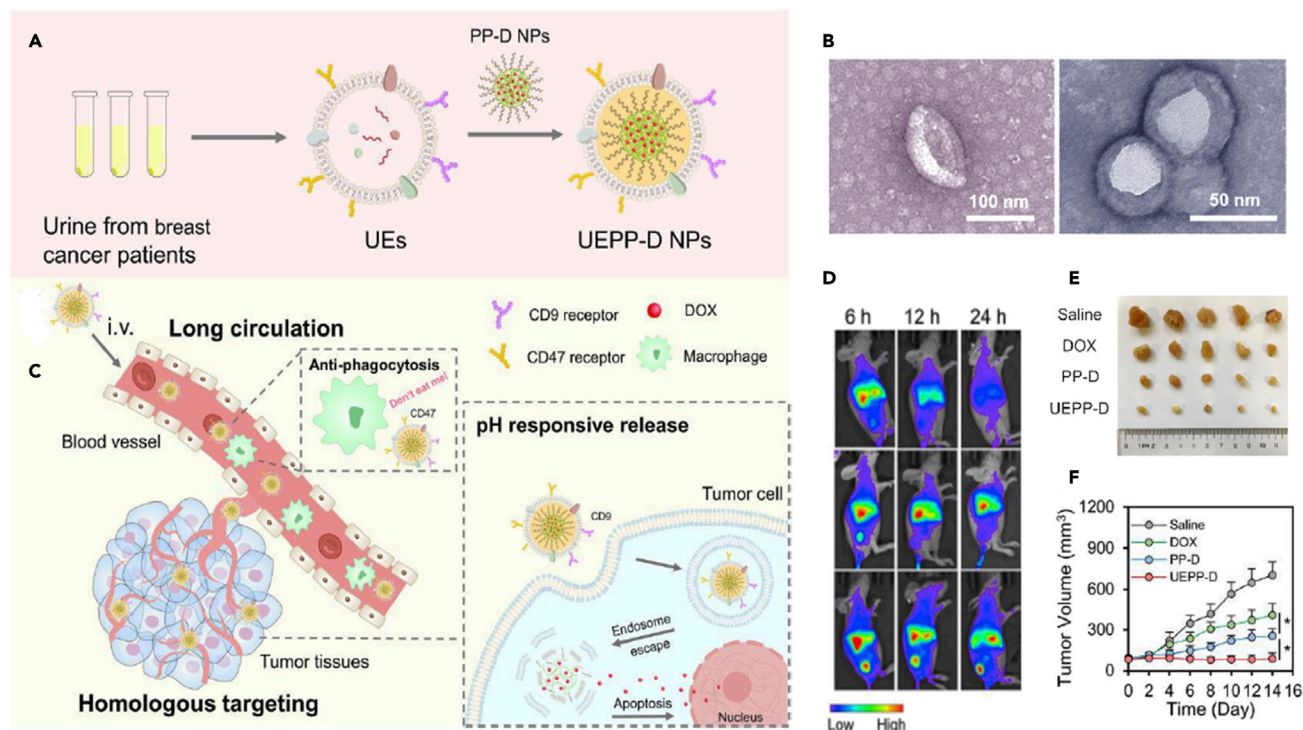 A
PP-D NPs
Urine from breast
cancer patients
UEs
UEPP-D NPs
B
100 nm
50 nm
C
i.v.
Long circulation
CD9 receptor
DOX
CD47 receptor
Macrophage
Anti-phagocytosis
Don't eat me!
CD47
Blood vessel
pH responsive release
Tumor cell
CD9
Endosome
escape
Apoptosis
Nucleus
Tumor tissues
Homologous targeting
D
6 h 12 h 24 h
Low High
E
Saline
DOX
PP-D
UEPP-D
F
Tumor Volume (mm³)
1200
900
600
300
0
Saline
DOX
PP-D
UEPP-D
*
*
0 2 4 6 8 10 12 14 16
Time (Day)